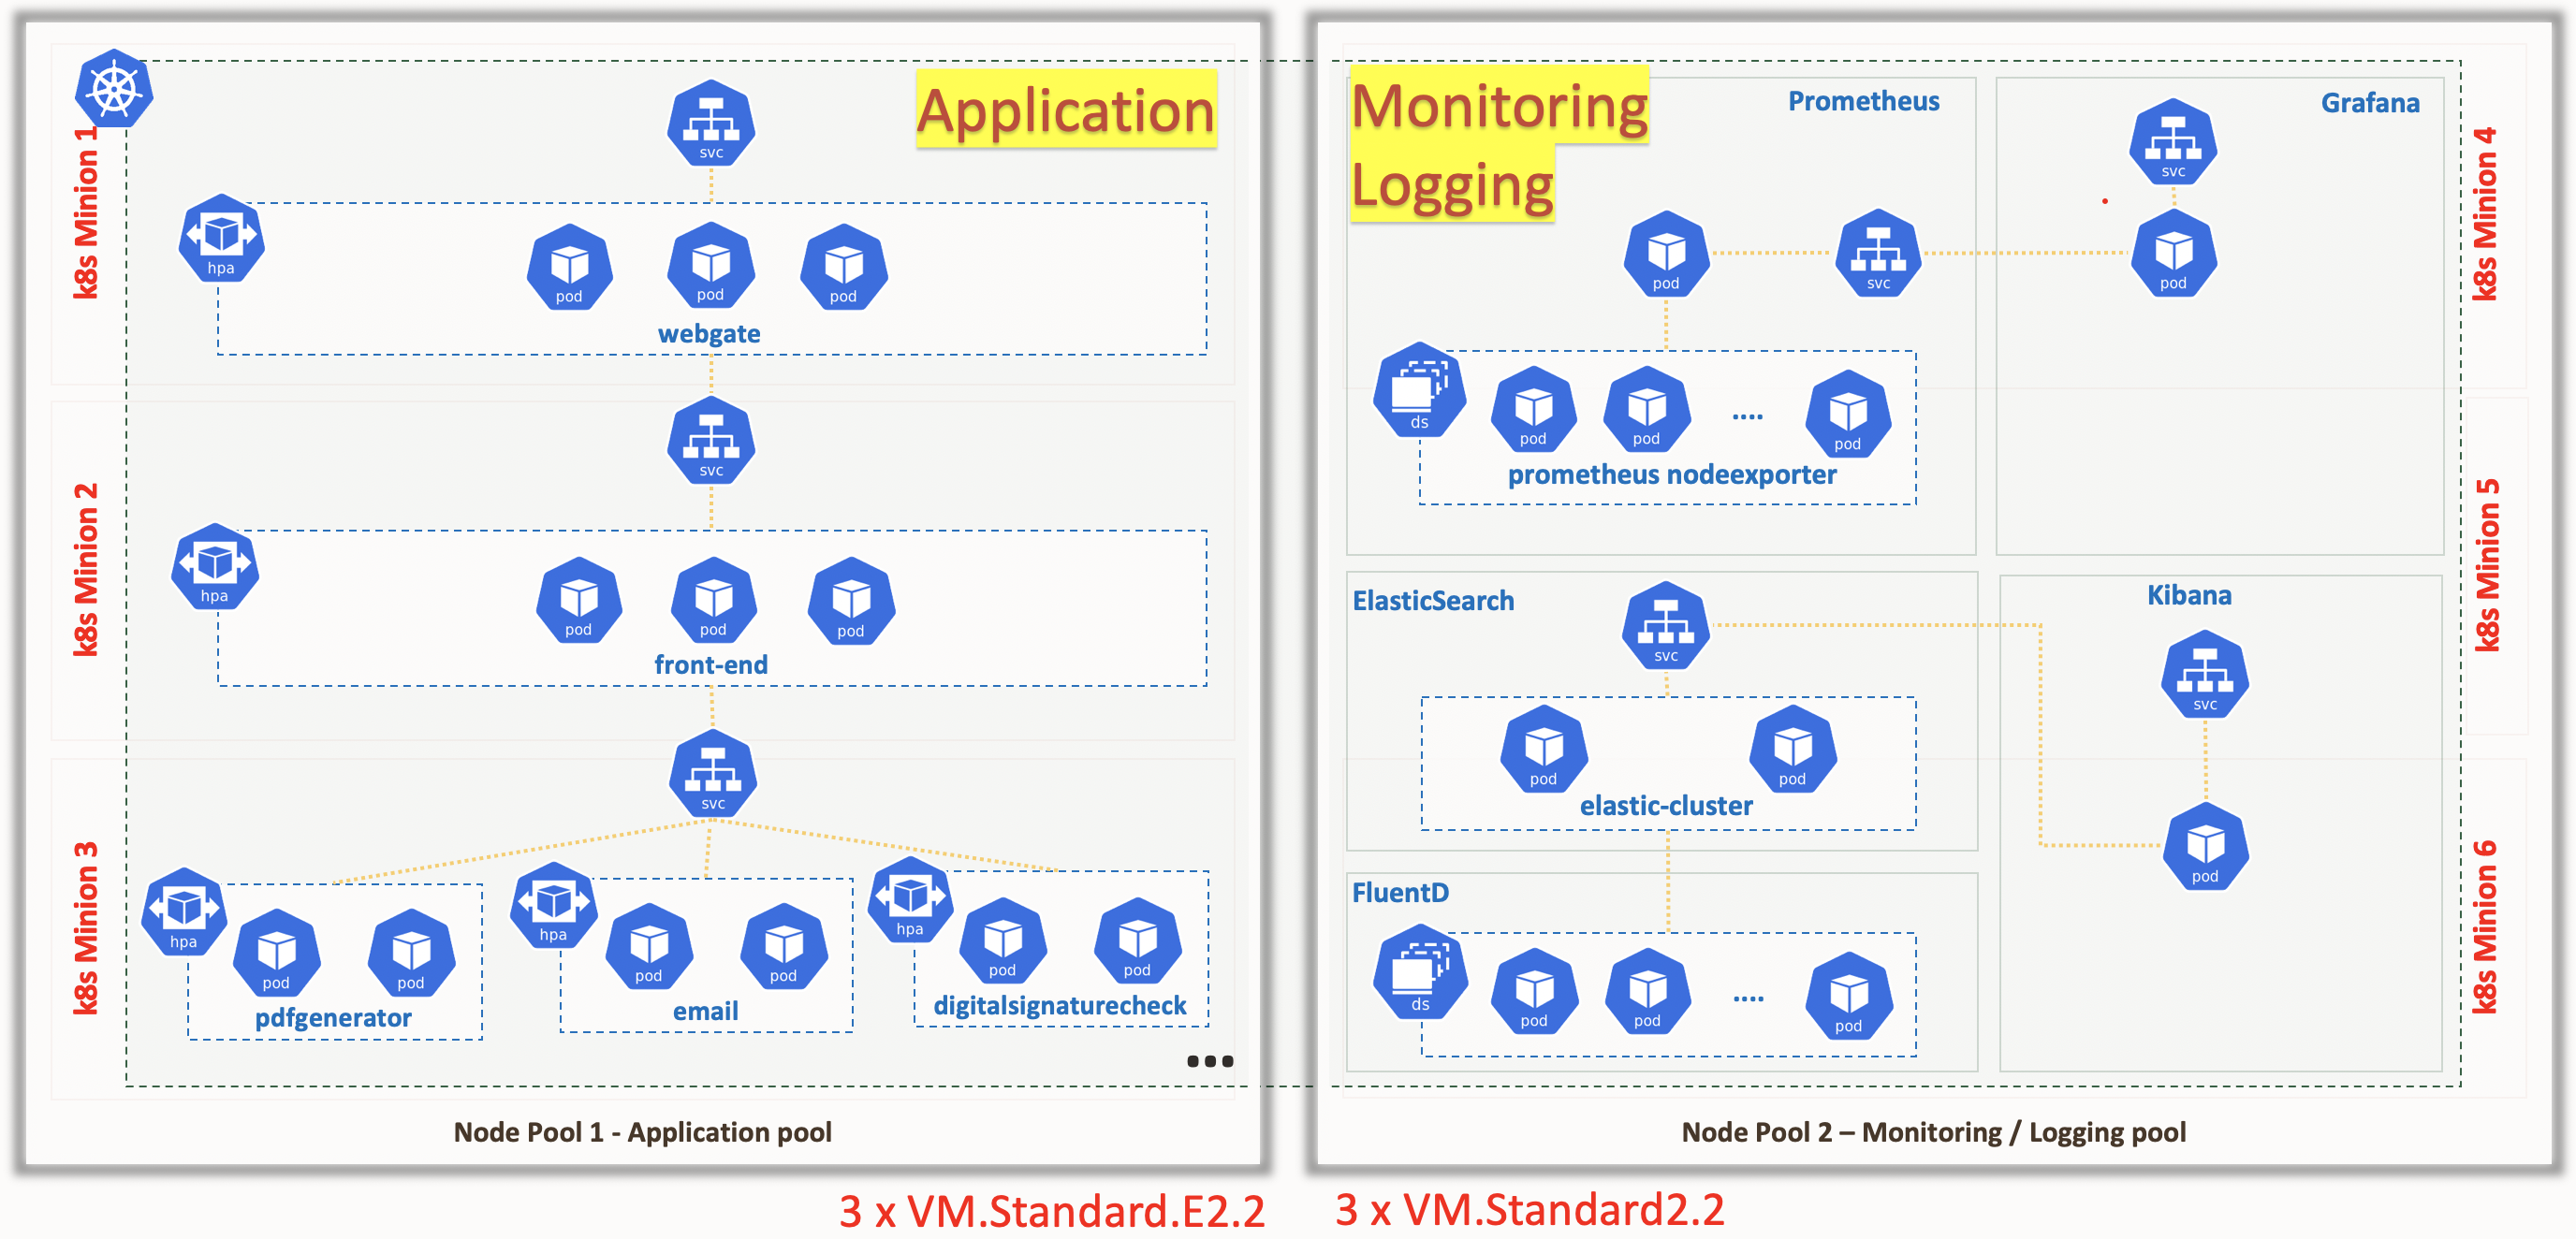 k8s Minion 1
svc
Application
hpa
pod
pod
pod
webgate
k8s Minion 2
svc
hpa
pod
pod
pod
front-end
k8s Minion 3
svc
hpa
pod
pod
pdfgenerator
hpa
pod
pod
email
hpa
pod
pod
digitalsignaturecheck
...
Node Pool 1 - Application pool
3 x VM.Standard.E2.2
Monitoring
Logging
Prometheus
pod
svc
ds
pod
pod
....
pod
prometheus nodeexporter
Grafana
svc
pod
k8s Minion 4
ElasticSearch
svc
pod
pod
elastic-cluster
Kibana
svc
pod
k8s Minion 5
FluentD
ds
pod
pod
....
pod
k8s Minion 6
Node Pool 2 – Monitoring / Logging pool
3 x VM.Standard2.2